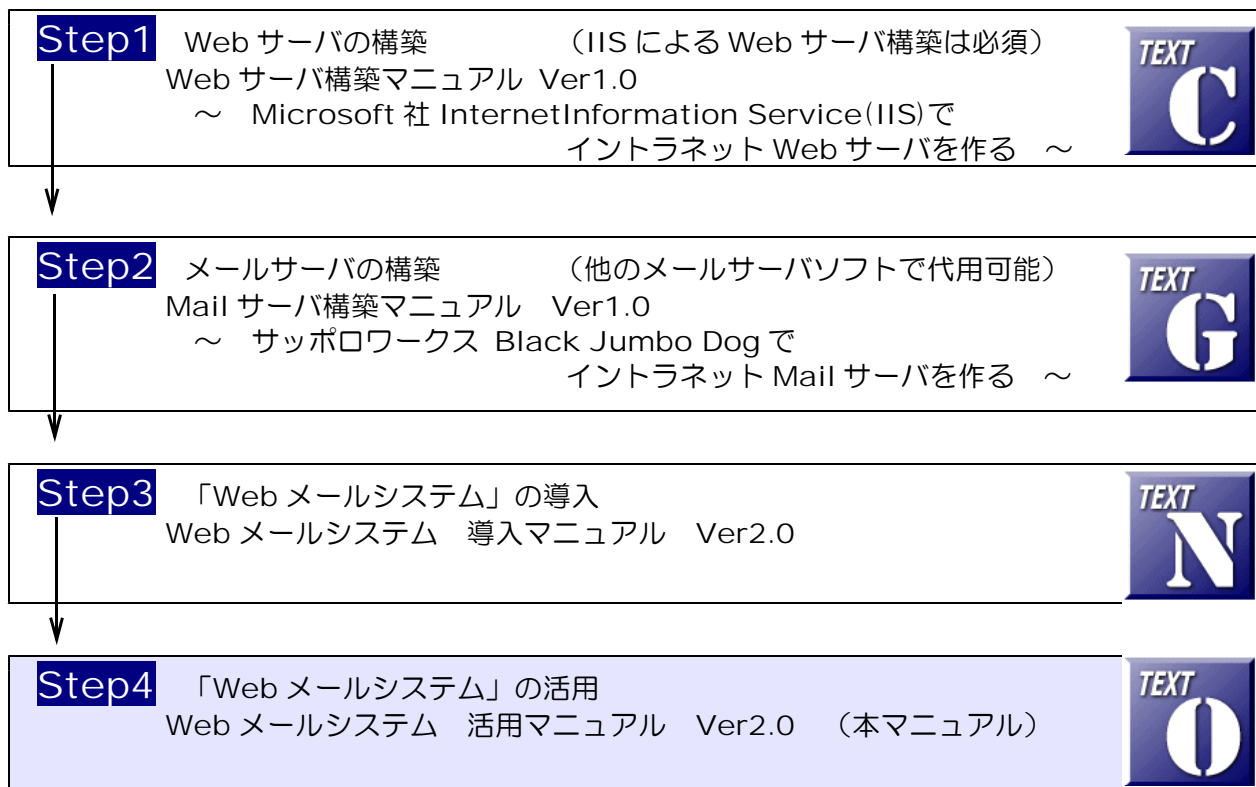 Step1 Web サーバの構築 （IIS による Web サーバ構築は必須）
Web サーバ構築マニュアル Ver1.0
～ Microsoft 社 InternetInformation Service(IIS)で
イントラネット Web サーバを作る ～
TEXT
C
Step2 メールサーバの構築 （他のメールサーバソフトで代用可能）
Mail サーバ構築マニュアル Ver1.0
～ サッポロワークス Black Jumbo Dog で
イントラネット Mail サーバを作る ～
TEXT
G
Step3 「Web メールシステム」の導入
Web メールシステム 導入マニュアル Ver2.0
TEXT
N
Step4 「Web メールシステム」の活用
Web メールシステム 活用マニュアル Ver2.0 （本マニュアル）
TEXT
O